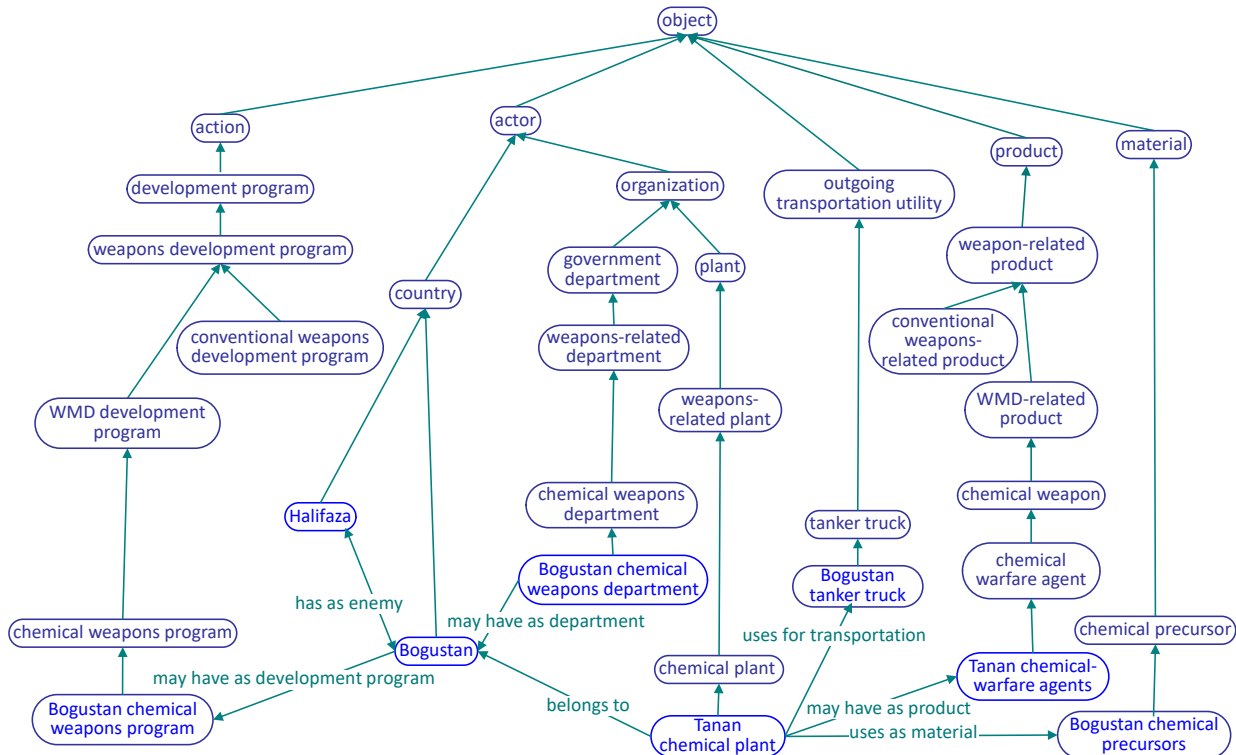 object
action
actor
product
material
development program
organization
outgoing
transportation utility
weapons development program
government
department
plant
weapon-related
product
country
conventional weapons
development program
weapons-related
department
conventional
weapons-
related product
WMD development
program
weapons-
related plant
WMD-related
product
Halifaza
chemical weapons
department
tanker truck
chemical weapon
Bogustan chemical
weapons department
Bogustan
tanker truck
chemical
warfare agent
has as enemy
may have as department
uses for transportation
chemical weapons program
Bogustan
chemical precursor
may have as development program
chemical plant
Tanan chemical-
warfare agents
belongs to
may have as product
uses as material
Bogustan chemical
weapons program
Tanan
chemical plant
Bogustan chemical
precursors